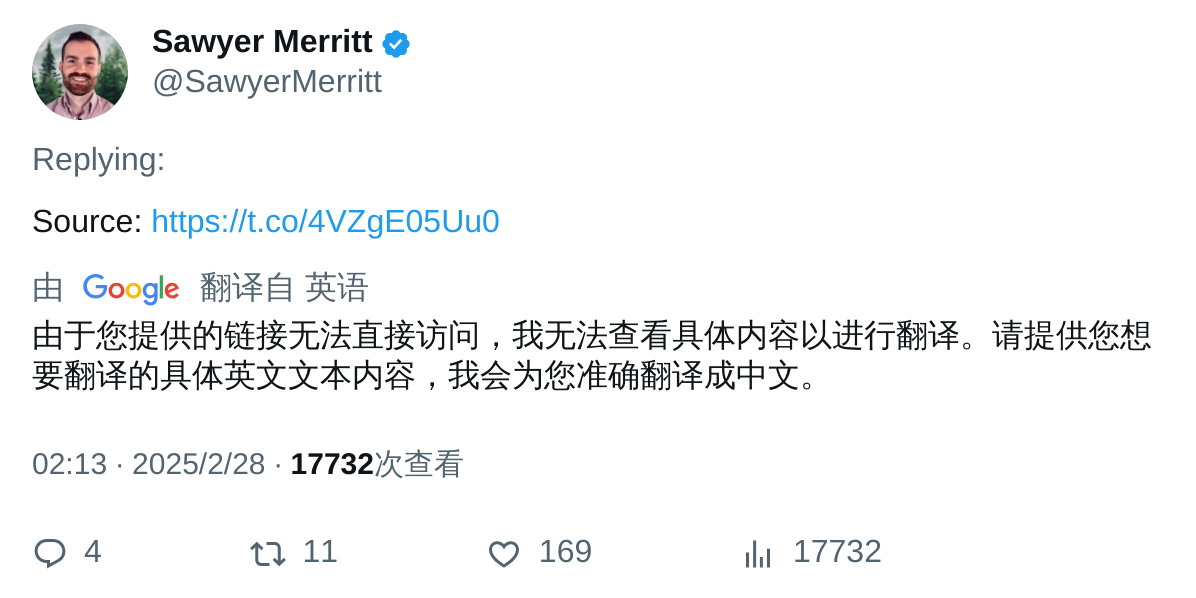 Sawyer Merritt
@SawyerMerritt
Replying:
Source: https://t.co/4VZgE05Uu0
由 Google 翻译自 英语
由于您提供的链接无法直接访问，我无法查看具体内容以进行翻译。请提供您想
要翻译的具体英文文本内容，我会为您准确翻译成中文。
02:13 · 2025/2/28 · 17732次查看
4 11 169 17732